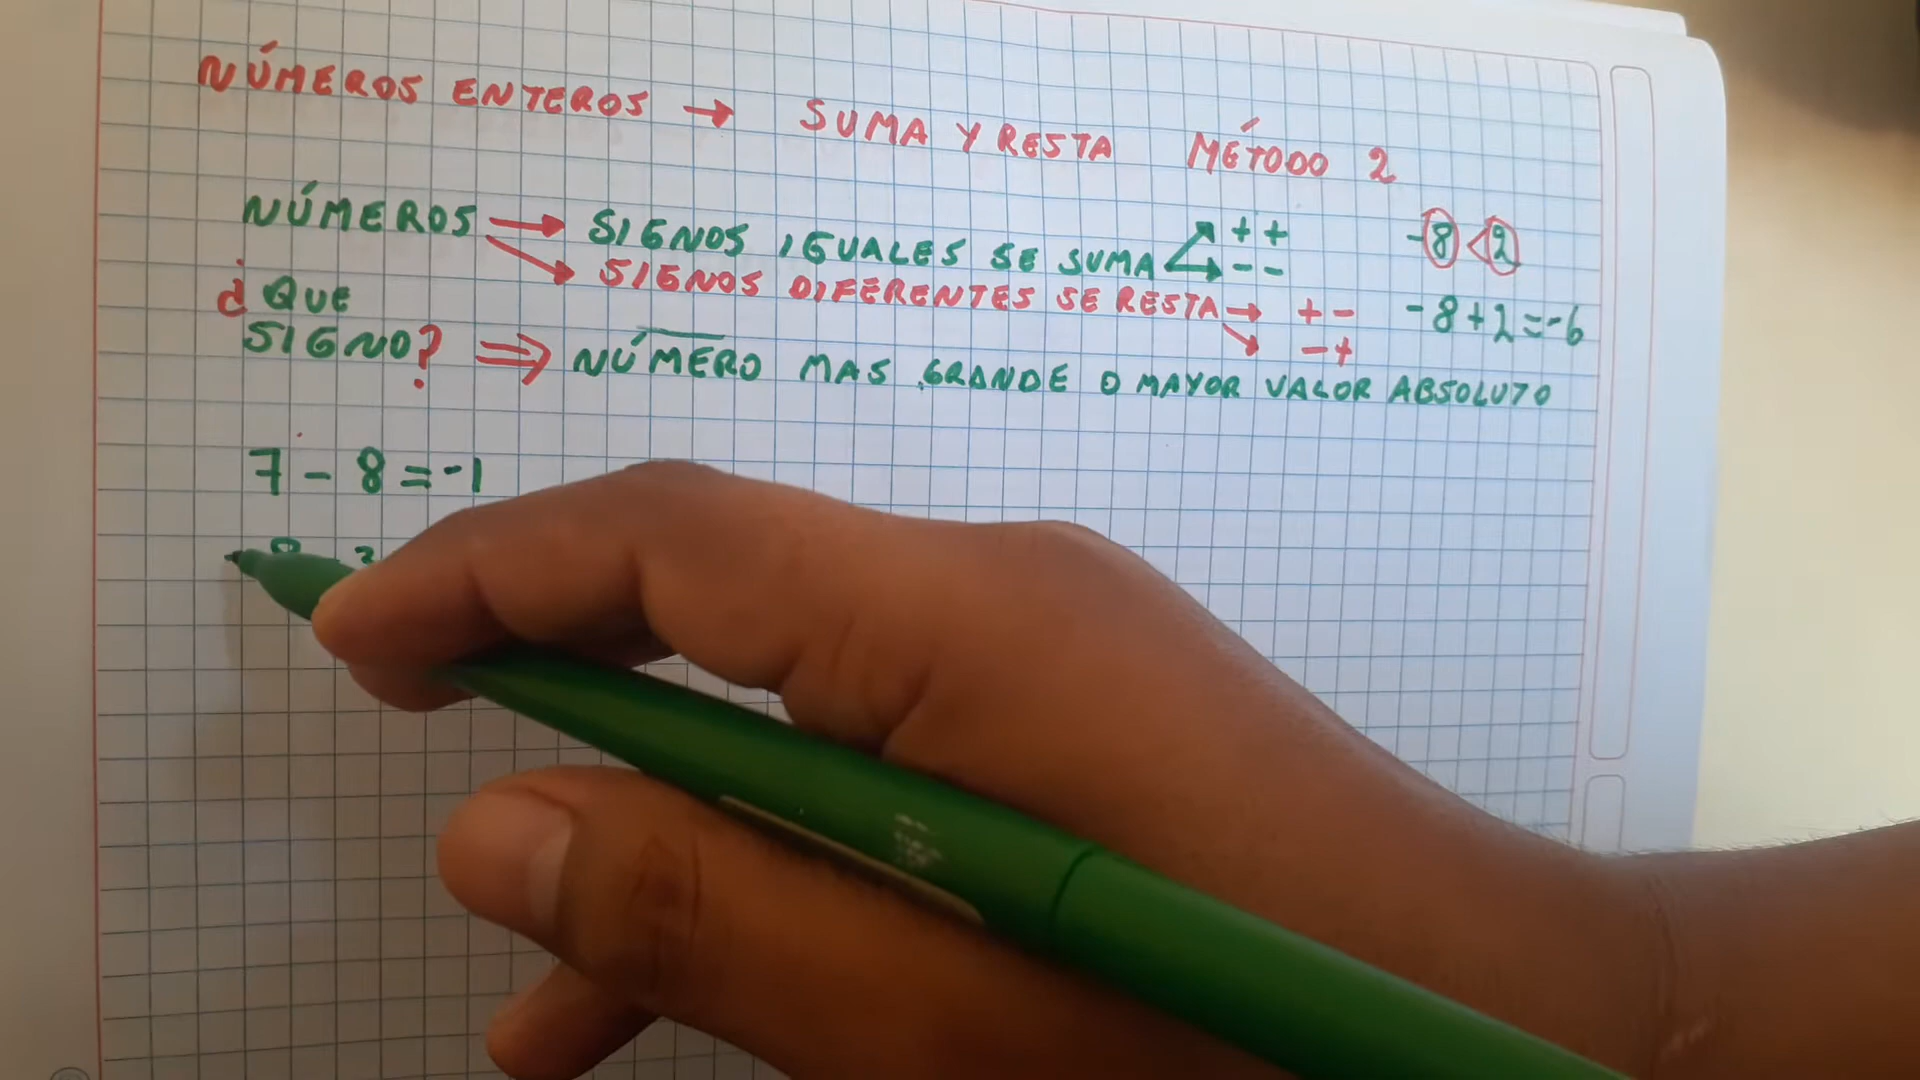 NÚMEROS ENTEROS → SUMA Y RESTA MÉTODO 2
NÚMEROS → SIGNOS IGUALES SE SUMA ++ -8 < 2
--
SIGNOS DIFERENTES SE RESTA → +- -8+2=-6
-+
¿QUE
SIGNO? ⇒ NÚMERO MAS GRANDE O MAYOR VALOR ABSOLUTO
7 - 8 = -1